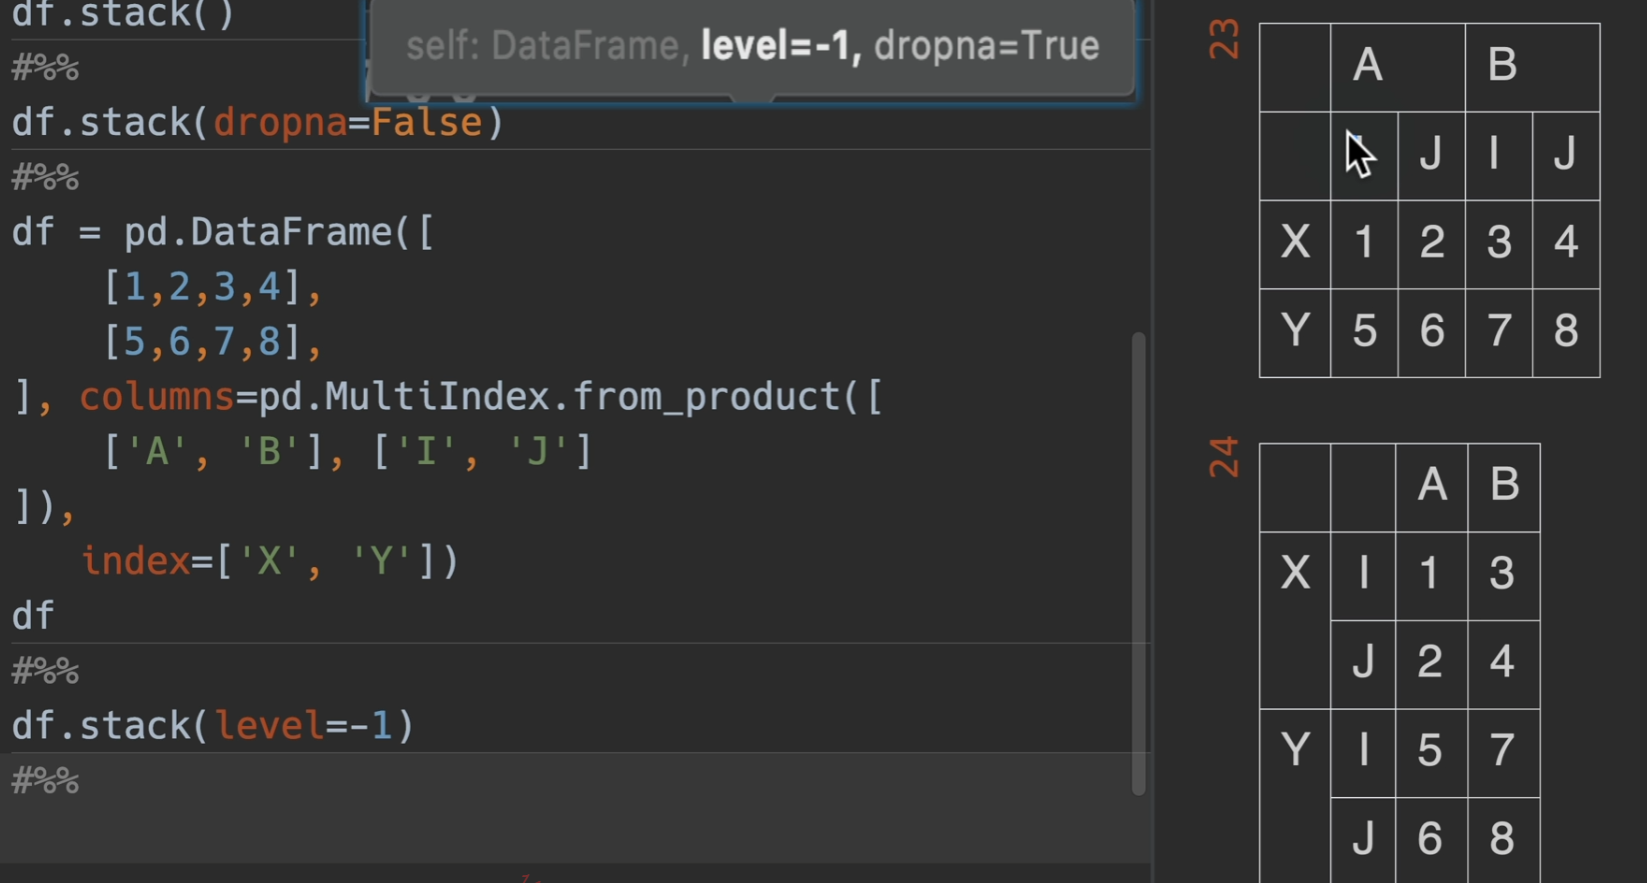 df.stack()
self: DataFrame, level=-1, dropna=True
#%%
df.stack(dropna=False)
#%%
df = pd.DataFrame([
    [1,2,3,4],
    [5,6,7,8],
], columns=pd.MultiIndex.from_product([
    ['A', 'B'], ['I', 'J']
]),
   index=['X', 'Y'])
df
#%%
df.stack(level=-1)
#%%
23
A B
J I J
X 1 2 3 4
Y 5 6 7 8
24
A B
X I 1 3
J 2 4
Y I 5 7
J 6 8